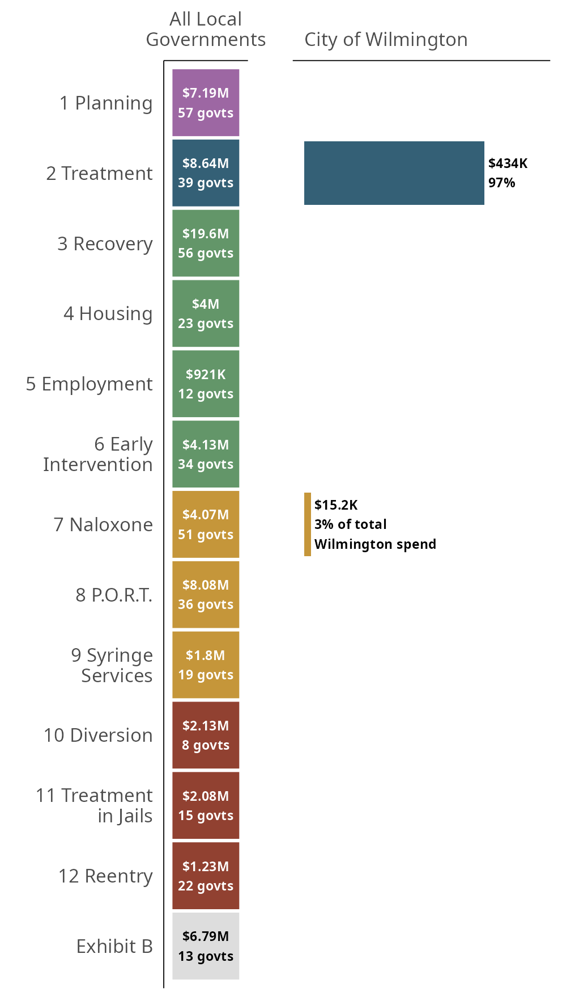 All Local
Governments
City of Wilmington
1 Planning
$7.19M
57 govts
2 Treatment
$8.64M
39 govts
$434K
97%
3 Recovery
$19.6M
56 govts
4 Housing
$4M
23 govts
5 Employment
$921K
12 govts
6 Early
Intervention
$4.13M
34 govts
7 Naloxone
$4.07M
51 govts
$15.2K
3% of total
Wilmington spend
8 P.O.R.T.
$8.08M
36 govts
9 Syringe
Services
$1.8M
19 govts
10 Diversion
$2.13M
8 govts
11 Treatment
in Jails
$2.08M
15 govts
12 Reentry
$1.23M
22 govts
Exhibit B
$6.79M
13 govts